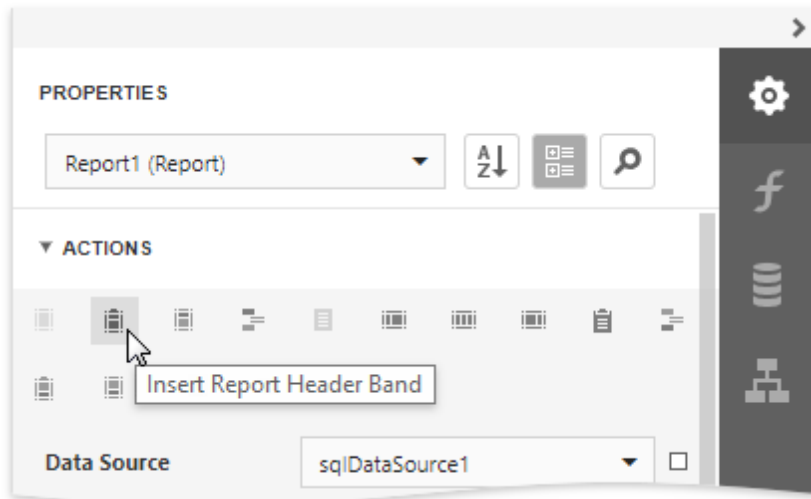 PROPERTIES
Report1 (Report)
A
Z
ACTIONS
Insert Report Header Band
Data Source
sqlDataSource1